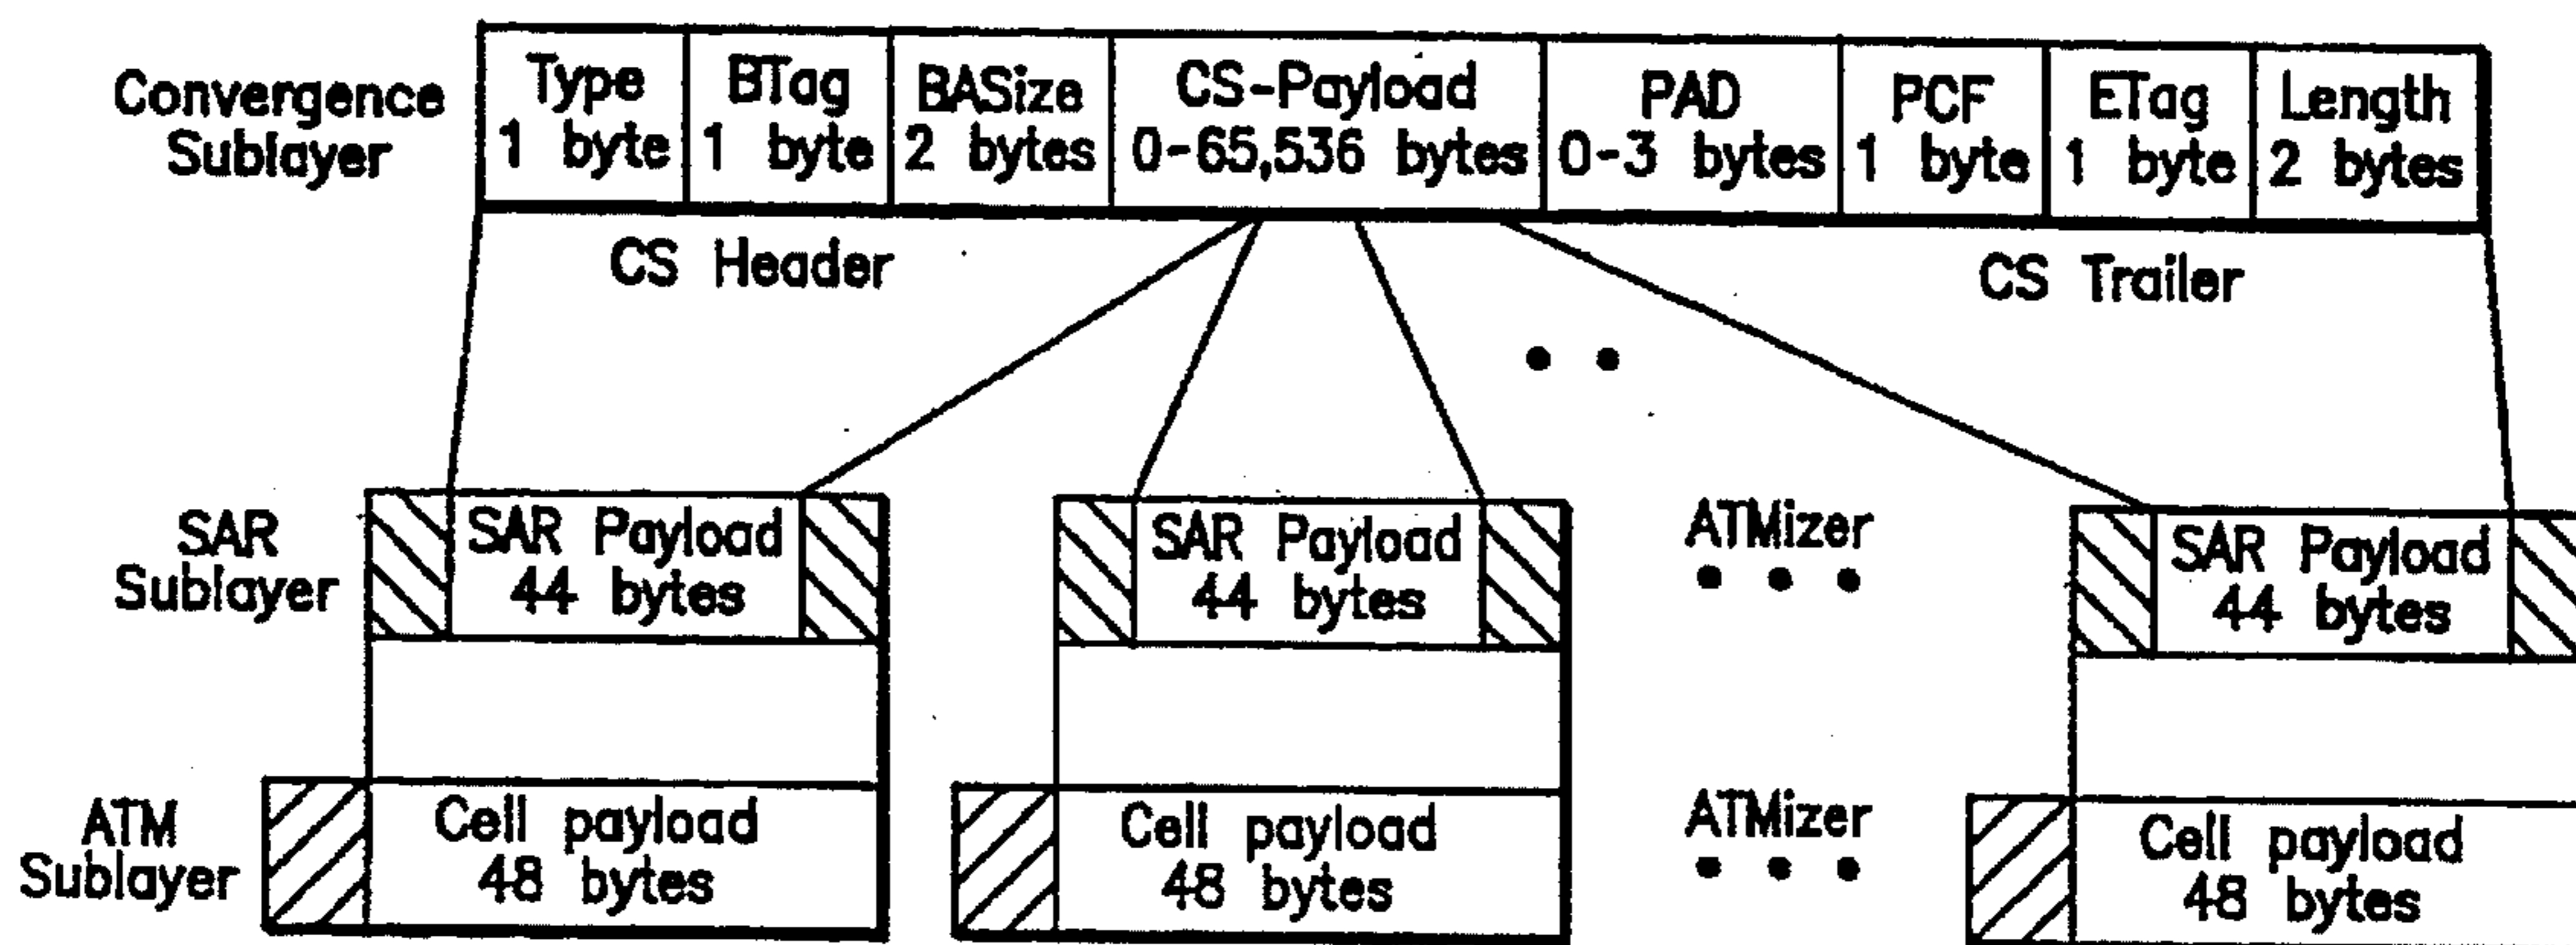 Convergence
Sublayer
Type
1 byte
BTag
1 byte
BASize
2 bytes
CS-Payload
0-65,536 bytes
PAD
0-3 bytes
PCF
1 byte
ETag
1 byte
Length
2 bytes
CS Header
CS Trailer
SAR
Sublayer
SAR Payload
44 bytes
SAR Payload
44 bytes
ATMizer
SAR Payload
44 bytes
ATM
Sublayer
Cell payload
48 bytes
Cell payload
48 bytes
ATMizer
Cell payload
48 bytes